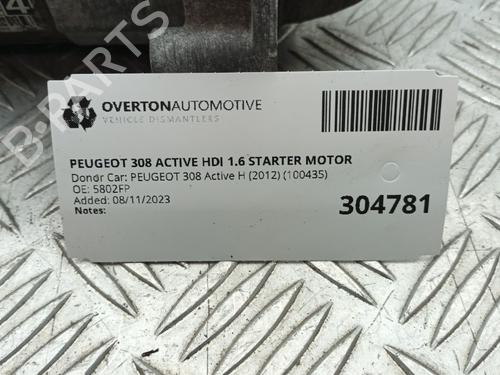 OVERTONAUTOMOTIVE
VEHICLE DISMANTLERS
PEUGEOT 308 ACTIVE HDI 1.6 STARTER MOTOR
Donor Car: PEUGEOT 308 Active H (2012) (100435)
OE: 5802FP
Added: 08/11/2023
Notes:
304781
B-PARTS